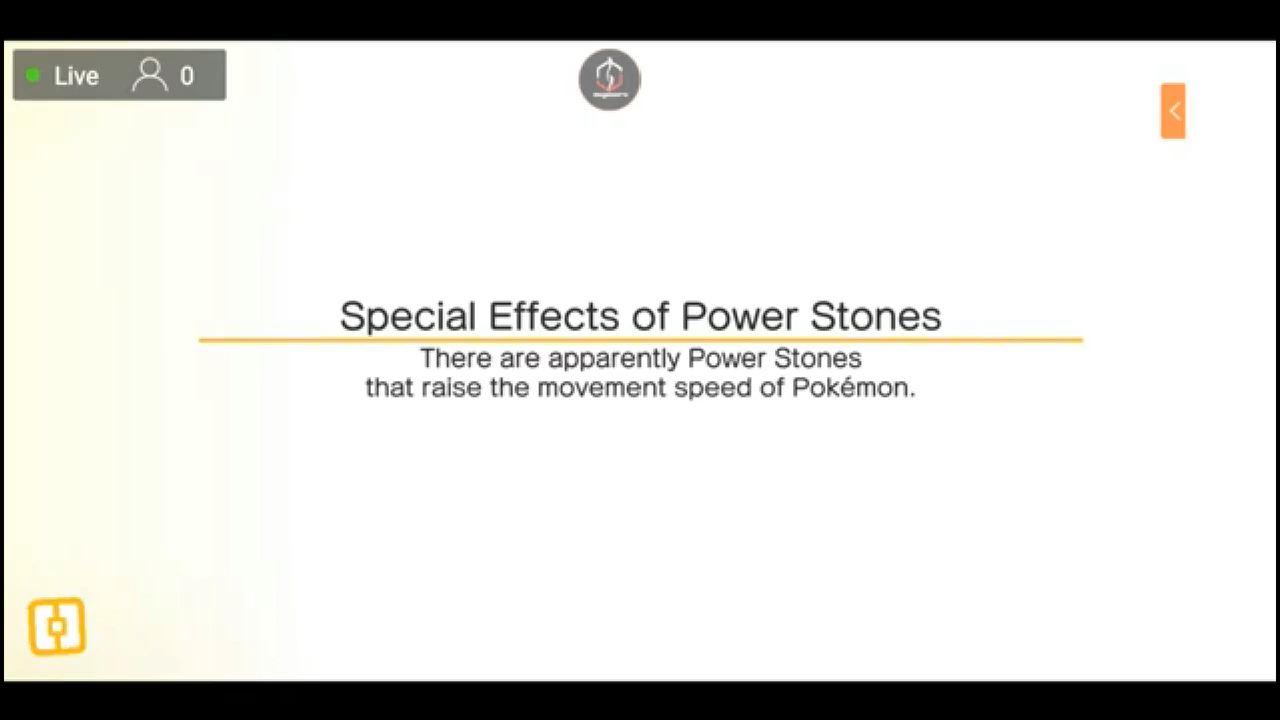 Live 0
Special Effects of Power Stones
There are apparently Power Stones
that raise the movement speed of Pokémon.